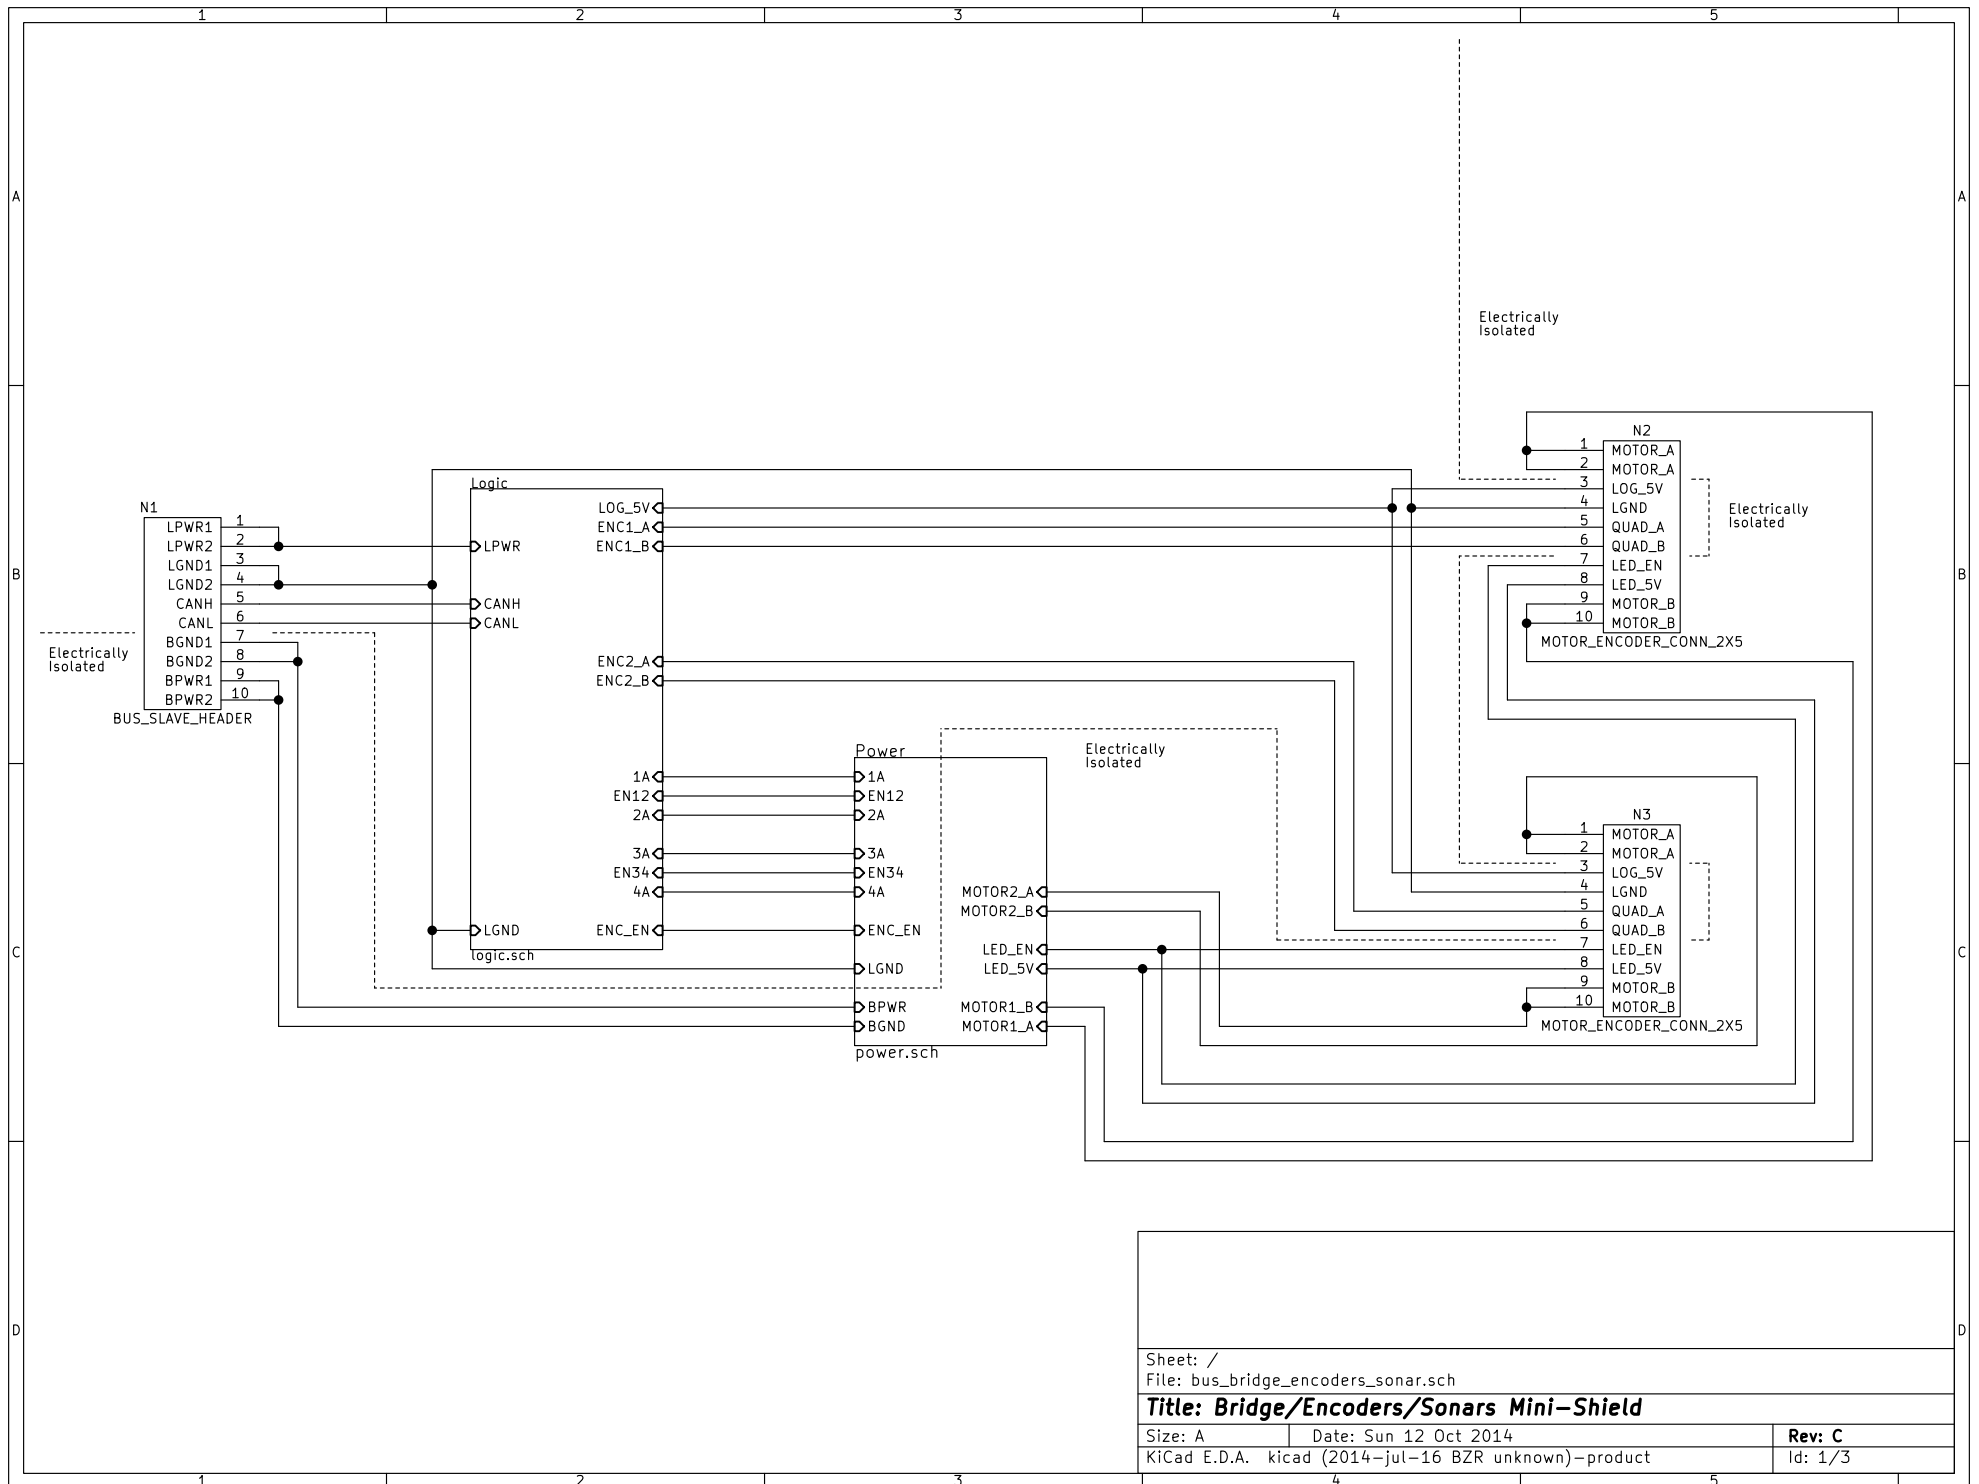 1 2 3 4 5
A A
B B
C C
D D
Electrically
Isolated
N1
LPWR1 1
LPWR2 2
LGND1 3
LGND2 4
CANH 5
CANL 6
BGND1 7
BGND2 8
BPWR1 9
BPWR2 10
BUS_SLAVE_HEADER
Electrically
Isolated
Logic
LPWR
CANH
CANL
LGND
LOG_5V
ENC1_A
ENC1_B
ENC2_A
ENC2_B
1A
EN12
2A
3A
EN34
4A
ENC_EN
logic.sch
Power
1A
EN12
2A
3A
EN34
4A
ENC_EN
LGND
BPWR
BGND
MOTOR2_A
MOTOR2_B
LED_EN
LED_5V
MOTOR1_B
MOTOR1_A
power.sch
Electrically
Isolated
N2
1 MOTOR_A
2 MOTOR_A
3 LOG_5V
4 LGND
5 QUAD_A
6 QUAD_B
7 LED_EN
8 LED_5V
9 MOTOR_B
10 MOTOR_B
MOTOR_ENCODER_CONN_2X5
Electrically
Isolated
N3
1 MOTOR_A
2 MOTOR_A
3 LOG_5V
4 LGND
5 QUAD_A
6 QUAD_B
7 LED_EN
8 LED_5V
9 MOTOR_B
10 MOTOR_B
MOTOR_ENCODER_CONN_2X5
Sheet: /
File: bus_bridge_encoders_sonar.sch
Title: Bridge/Encoders/Sonars Mini-Shield
Size: A Date: Sun 12 Oct 2014 Rev: C
KiCad E.D.A. kicad (2014-jul-16 BZR unknown)-product Id: 1/3
1 2 3 4 5